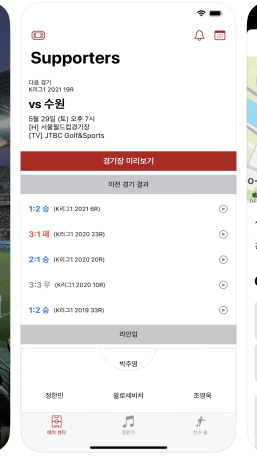 Supporters
다음 경기
K리그1 2021 19R
vs 수원
5월 29일 (토) 오후 7시
[H] 서울월드컵경기장
[TV] JTBC Golf&Sports
경기장 미리보기
이전 경기 결과
1:2 승 (K리그1 2021 6R)
3:1 패 (K리그1 2020 23R)
2:1 승 (K리그1 2020 20R)
3:3 무 (K리그1 2020 10R)
1:2 승 (K리그1 2019 33R)
라인업
박주영
정한민 팔로세비치 조영욱
매치 센터 응원가 선수 콜